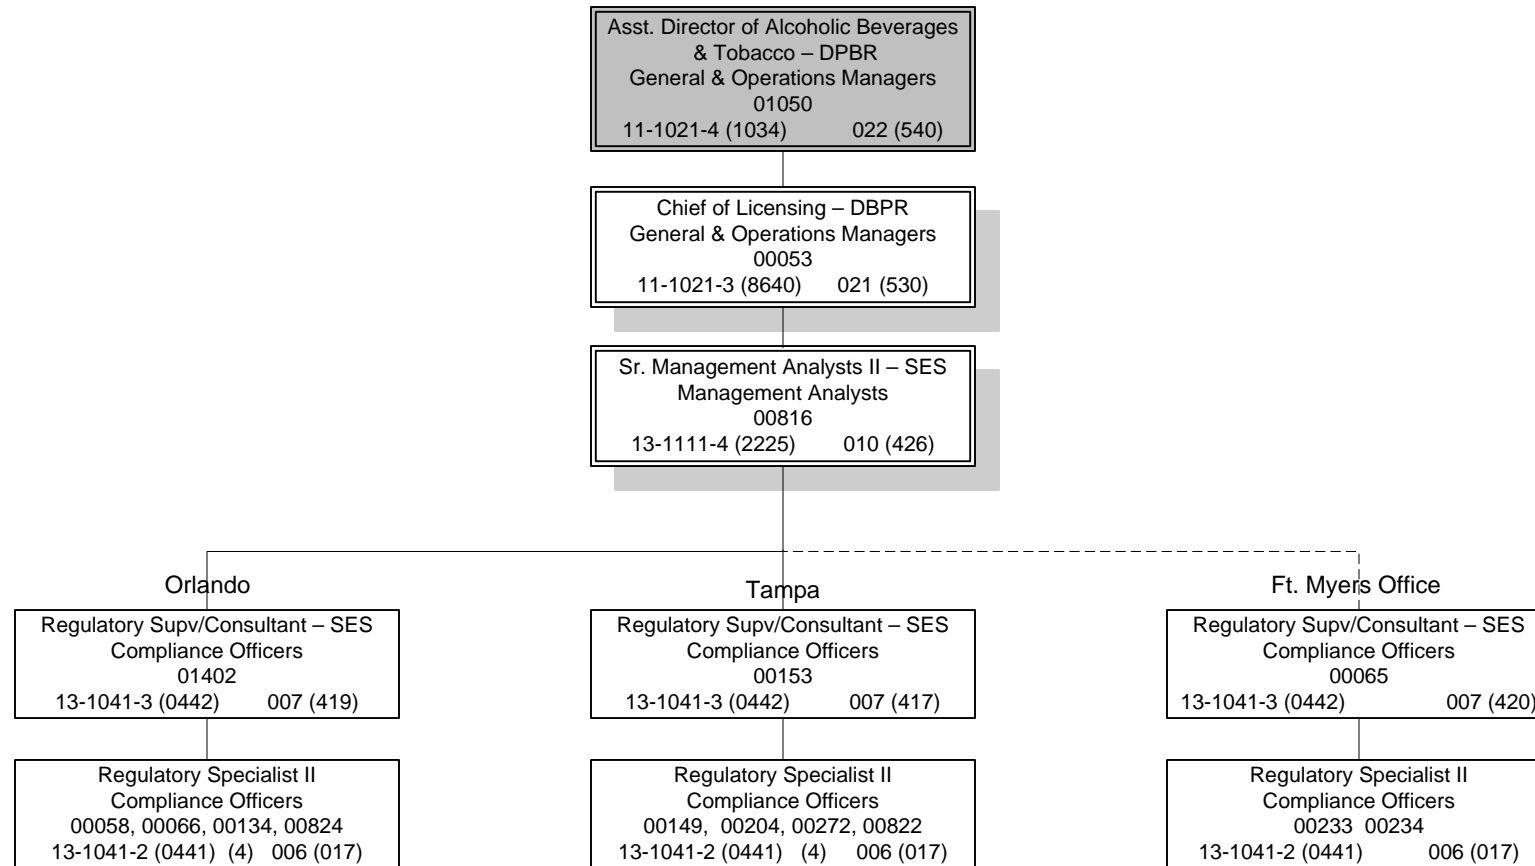 Asst. Director of Alcoholic Beverages
& Tobacco – DPBR
General & Operations Managers
01050
11-1021-4 (1034) 022 (540)
Chief of Licensing – DBPR
General & Operations Managers
00053
11-1021-3 (8640) 021 (530)
Sr. Management Analysts II – SES
Management Analysts
00816
13-1111-4 (2225) 010 (426)
Orlando
Regulatory Supv/Consultant – SES
Compliance Officers
01402
13-1041-3 (0442) 007 (419)
Regulatory Specialist II
Compliance Officers
00058, 00066, 00134, 00824
13-1041-2 (0441) (4) 006 (017)
Tampa
Regulatory Supv/Consultant – SES
Compliance Officers
00153
13-1041-3 (0442) 007 (417)
Regulatory Specialist II
Compliance Officers
00149, 00204, 00272, 00822
13-1041-2 (0441) (4) 006 (017)
Ft. Myers Office
Regulatory Supv/Consultant – SES
Compliance Officers
00065
13-1041-3 (0442) 007 (420)
Regulatory Specialist II
Compliance Officers
00233 00234
13-1041-2 (0441) 006 (017)